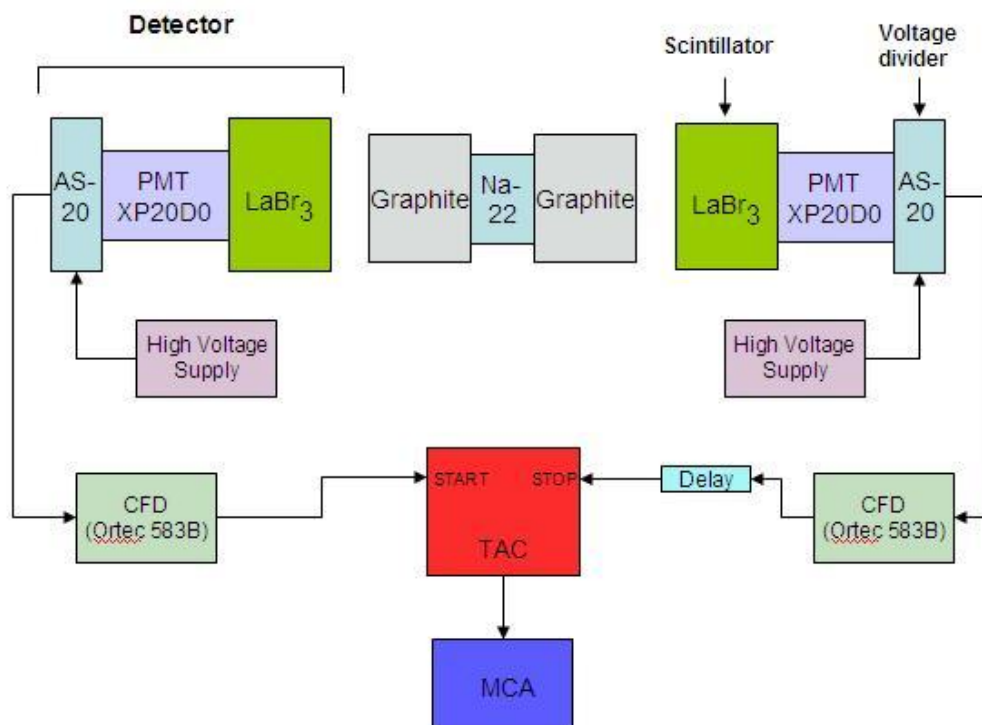 Detector
Scintillator
Voltage
divider
AS-
20
PMT
XP20D0
LaBr3
Graphite
Na-
22
Graphite
LaBr3
PMT
XP20D0
AS-
20
High Voltage
Supply
High Voltage
Supply
CFD
(Ortec 583B)
START
STOP
TAC
Delay
CFD
(Ortec 583B)
MCA